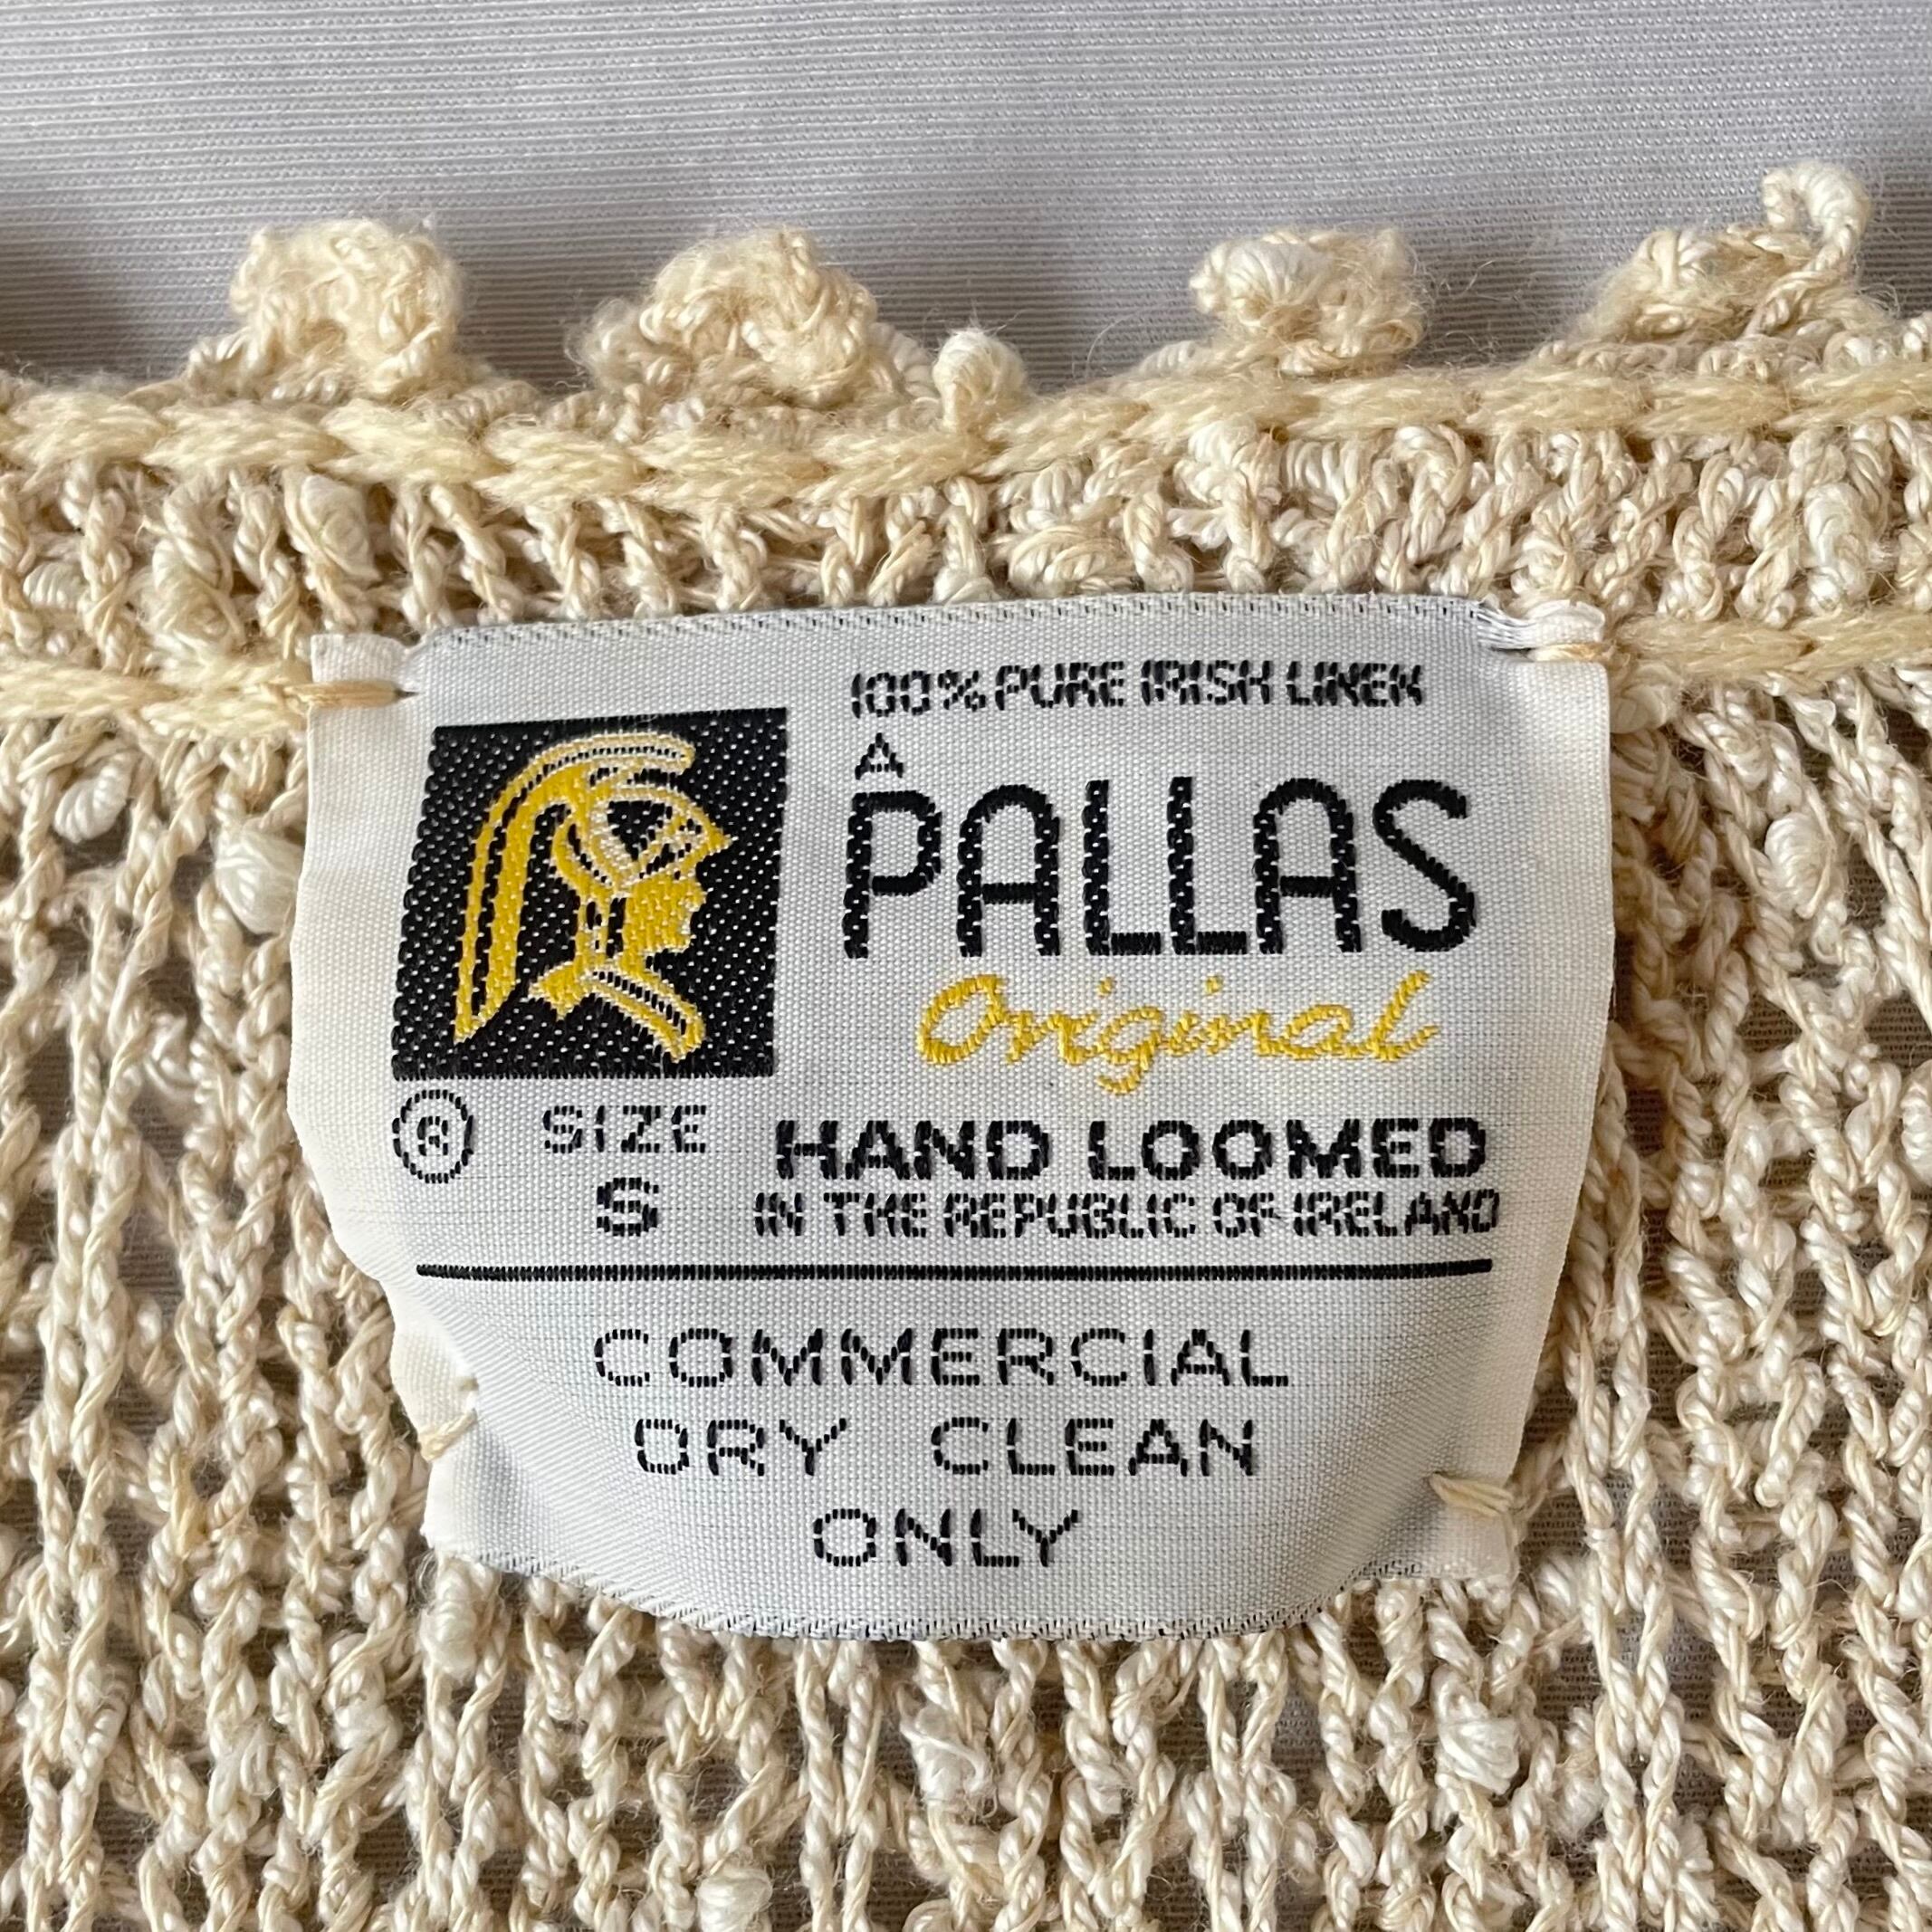 100% PURE IRISH LINEN
A
PALLAS
Original
® SIZE
S
HAND LOOMED
IN THE REPUBLIC OF IRELAND
COMMERCIAL
DRY CLEAN
ONLY